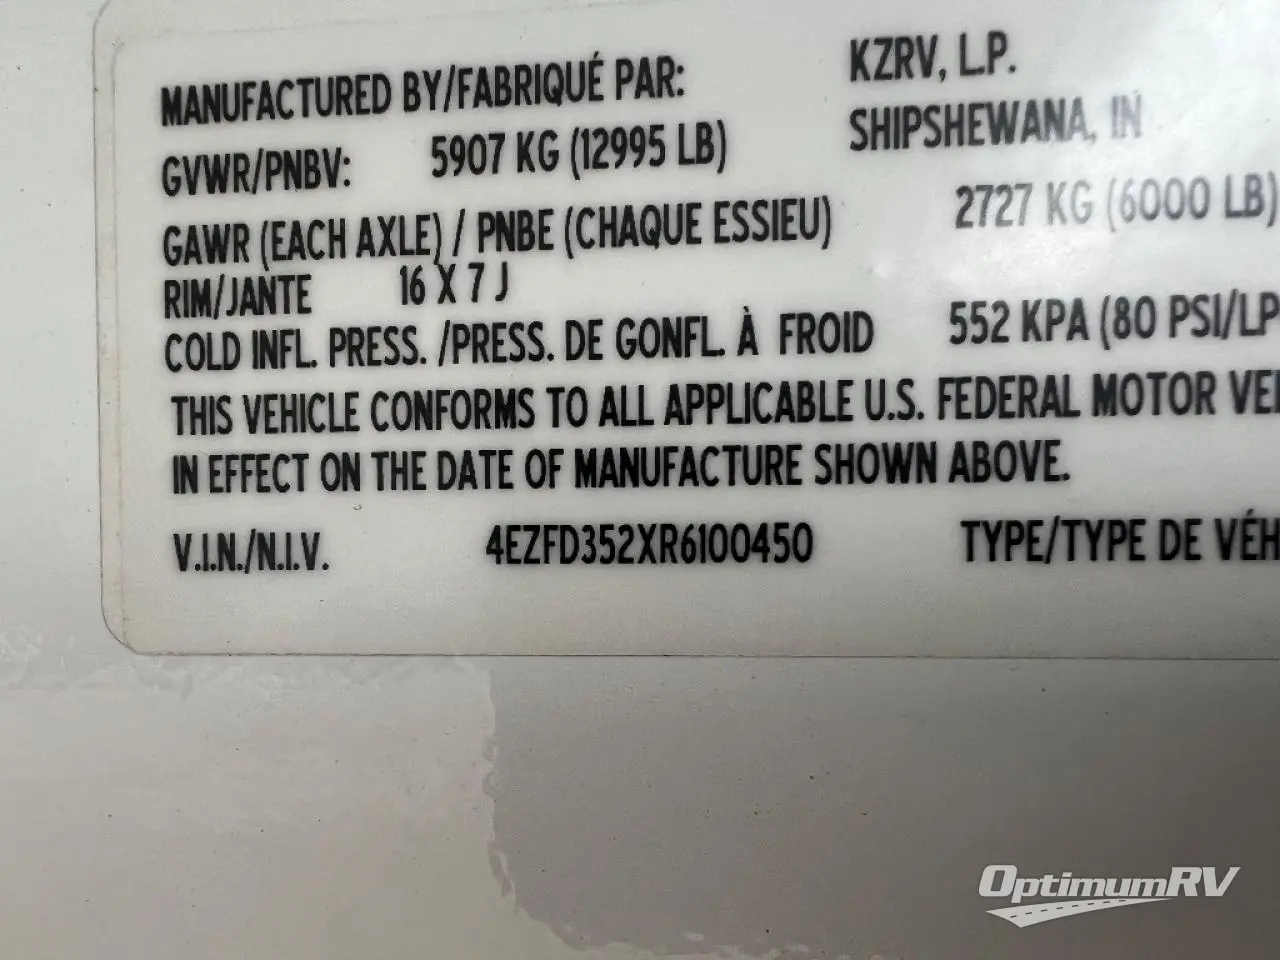 MANUFACTURED BY/FABRIQUÉ PAR: KZRV, L.P.
SHIPSHEWANA, IN
GVWR/PNBV: 5907 KG (12995 LB)
GAWR (EACH AXLE) / PNBE (CHAQUE ESSIEU) 2727 KG (6000 LB)
RIM/JANTE 16 X 7 J
COLD INFL. PRESS. /PRESS. DE GONFL. À FROID 552 KPA (80 PSI/LP
THIS VEHICLE CONFORMS TO ALL APPLICABLE U.S. FEDERAL MOTOR VE
IN EFFECT ON THE DATE OF MANUFACTURE SHOWN ABOVE.
V.I.N./N.I.V. 4EZFD352XR6100450 TYPE/TYPE DE VÉH
OptimumRV